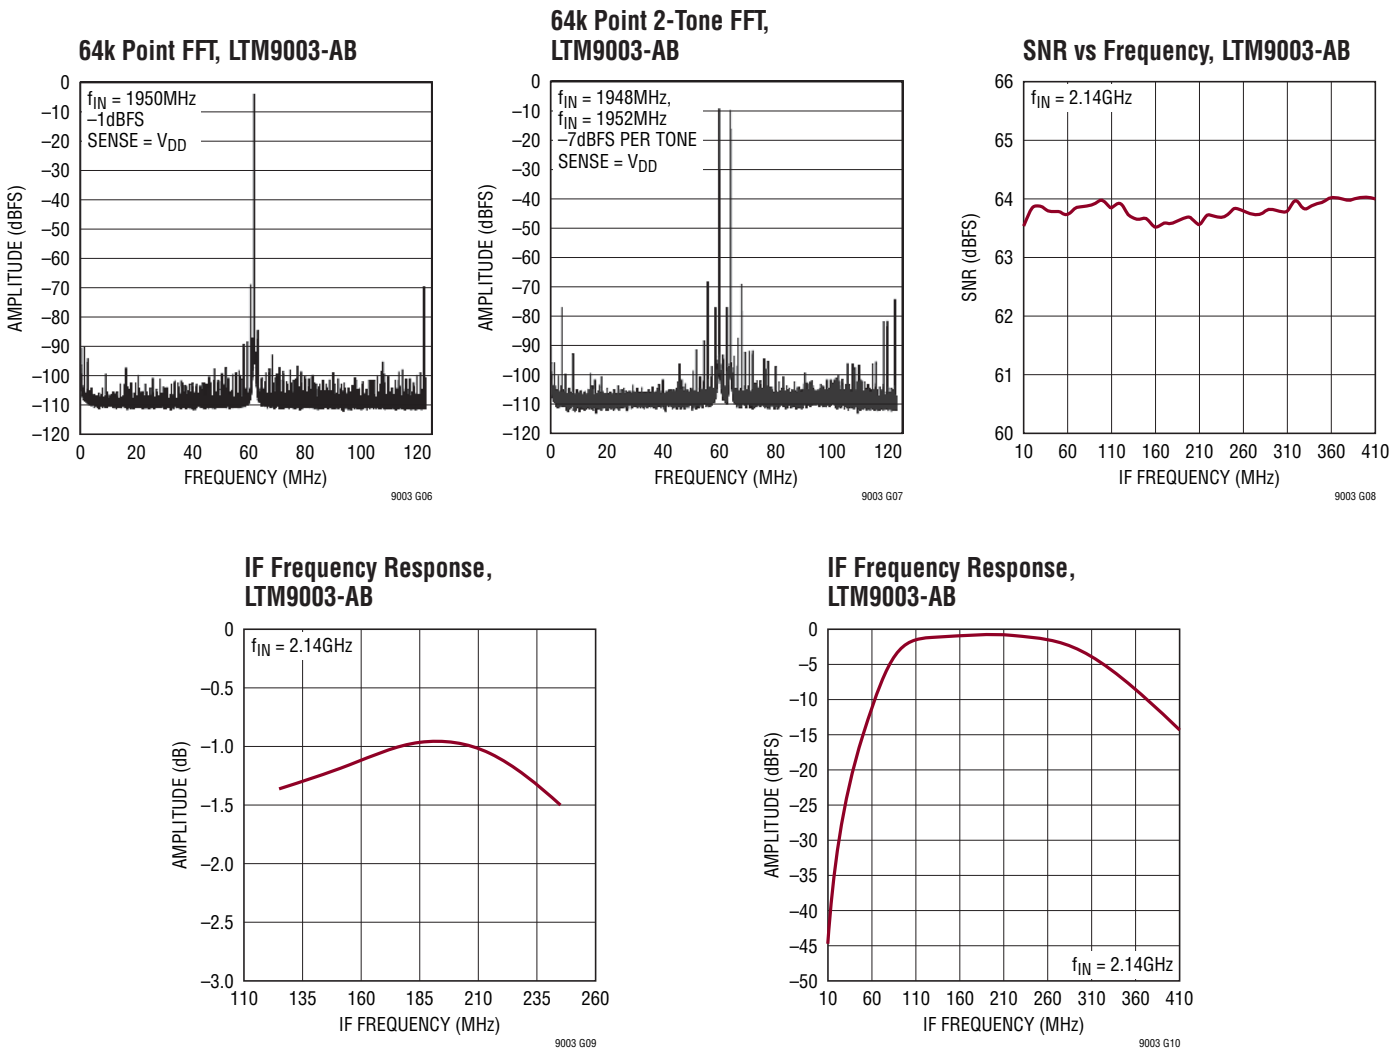 64k Point FFT, LTM9003-AB
0
–10
–20
–30
–40
–50
–60
–70
–80
–90
–100
–110
–120
AMPLITUDE (dBFS)
fIN = 1950MHz
–1dBFS
SENSE = VDD
0 20 40 60 80 100 120
FREQUENCY (MHz)
9003 G06
64k Point 2-Tone FFT,
LTM9003-AB
0
–10
–20
–30
–40
–50
–60
–70
–80
–90
–100
–110
–120
AMPLITUDE (dBFS)
fIN = 1948MHz,
fIN = 1952MHz
–7dBFS PER TONE
SENSE = VDD
0 20 40 60 80 100 120
FREQUENCY (MHz)
9003 G07
SNR vs Frequency, LTM9003-AB
66
65
64
63
62
61
60
SNR (dBFS)
fIN = 2.14GHz
10 60 110 160 210 260 310 360 410
IF FREQUENCY (MHz)
9003 G08
IF Frequency Response,
LTM9003-AB
0
–0.5
–1.0
–1.5
–2.0
–2.5
–3.0
AMPLITUDE (dB)
fIN = 2.14GHz
110 135 160 185 210 235 260
IF FREQUENCY (MHz)
9003 G09
IF Frequency Response,
LTM9003-AB
0
–5
–10
–15
–20
–25
–30
–35
–40
–45
–50
AMPLITUDE (dBFS)
fIN = 2.14GHz
10 60 110 160 210 260 310 360 410
IF FREQUENCY (MHz)
9003 G10